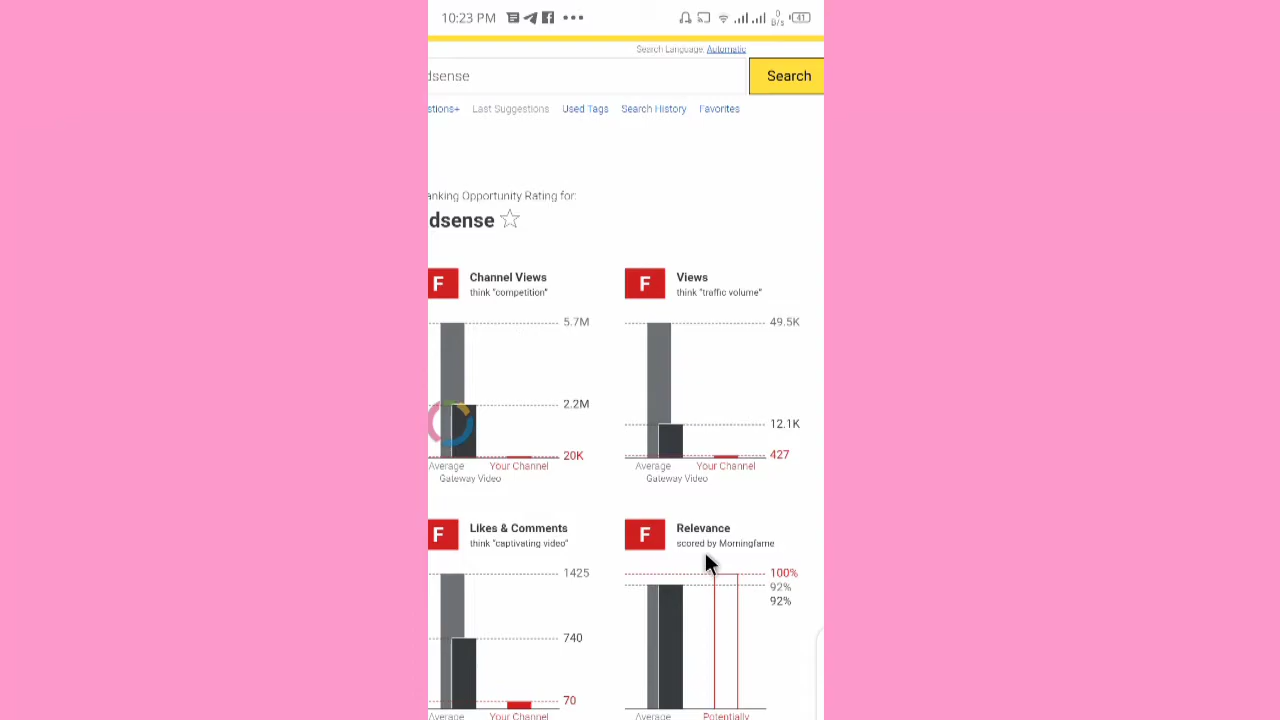 10:23 PM 0 B/s 41
Search Language: Automatic
dsense Search
stions+ Last Suggestions Used Tags Search History Favorites
anking Opportunity Rating for:
dsense
F Channel Views
think "competition"
5.7M
2.2M
20K
Average Your Channel
Gateway Video
F Views
think "traffic volume"
49.5K
12.1K
427
Average Your Channel
Gateway Video
F Likes & Comments
think "captivating video"
1425
740
70
Average Your Channel
F Relevance
scored by Morningfame
100%
92%
92%
Average Potentially